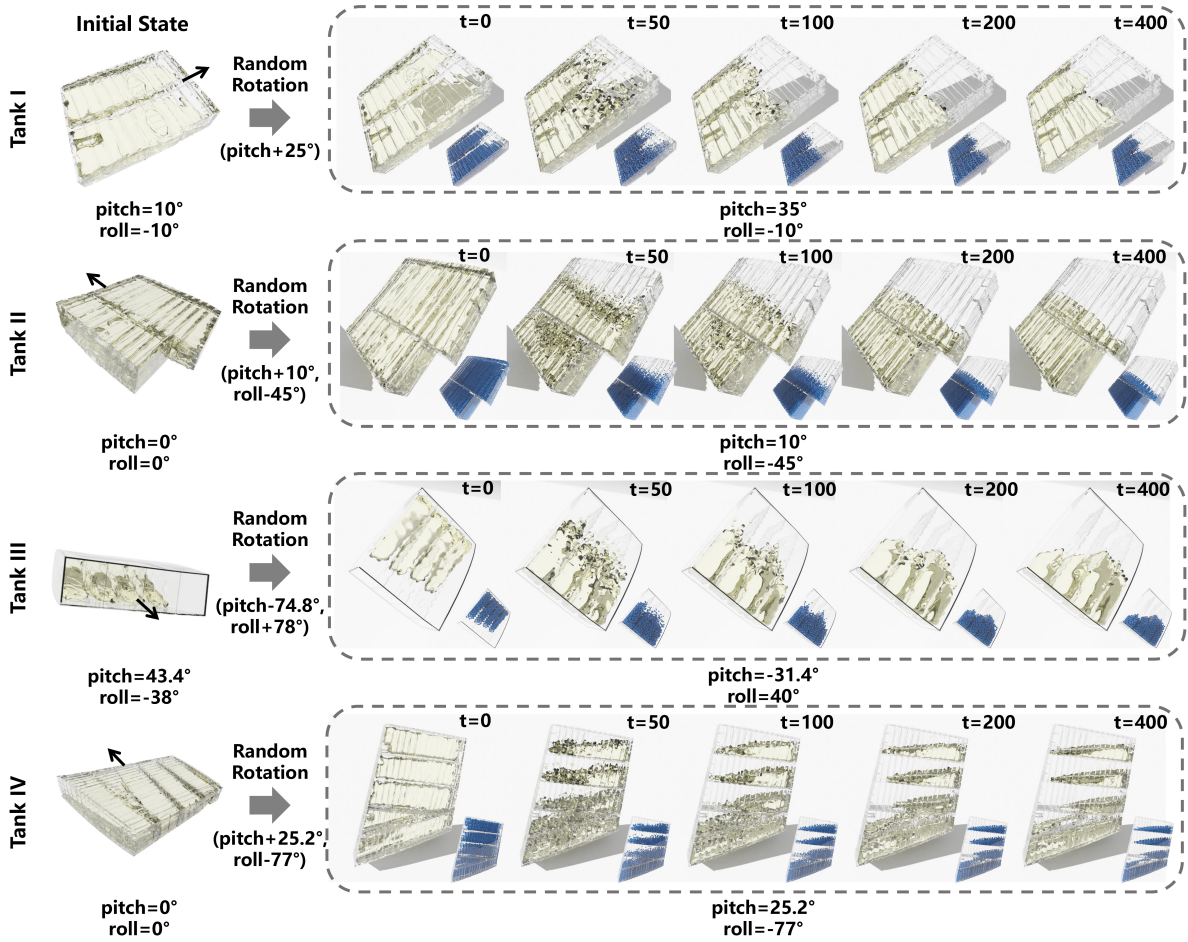 Initial State
t=0
t=50
t=100
t=200
t=400
Tank I
Random
Rotation
(pitch+25°)
pitch=10°
roll=-10°
pitch=35°
roll=-10°
t=0
t=50
t=100
t=200
t=400
Tank II
Random
Rotation
(pitch+10°,
roll-45°)
pitch=0°
roll=0°
pitch=10°
roll=-45°
t=0
t=50
t=100
t=200
t=400
Tank III
Random
Rotation
(pitch-74.8°,
roll+78°)
pitch=43.4°
roll=-38°
pitch=-31.4°
roll=40°
t=0
t=50
t=100
t=200
t=400
Tank IV
Random
Rotation
(pitch+25.2°,
roll-77°)
pitch=0°
roll=0°
pitch=25.2°
roll=-77°